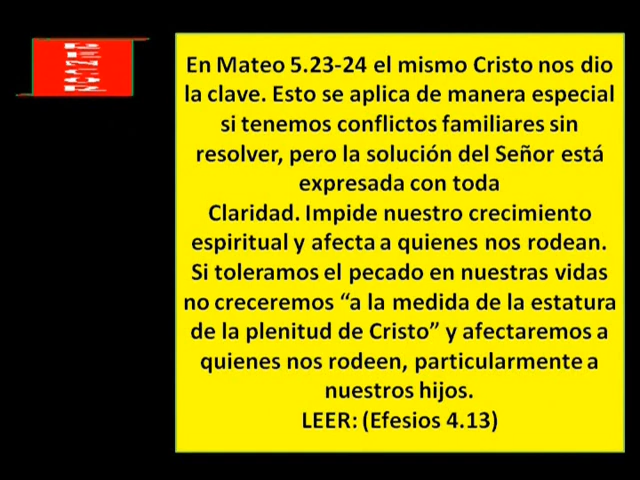 En Mateo 5.23-24 el mismo Cristo nos dio
la clave. Esto se aplica de manera especial
si tenemos conflictos familiares sin
resolver, pero la solución del Señor está
expresada con toda
Claridad. Impide nuestro crecimiento
espiritual y afecta a quienes nos rodean.
Si toleramos el pecado en nuestras vidas
no creceremos “a la medida de la estatura
de la plenitud de Cristo” y afectaremos a
quienes nos rodeen, particularmente a
nuestros hijos.
LEER: (Efesios 4.13)